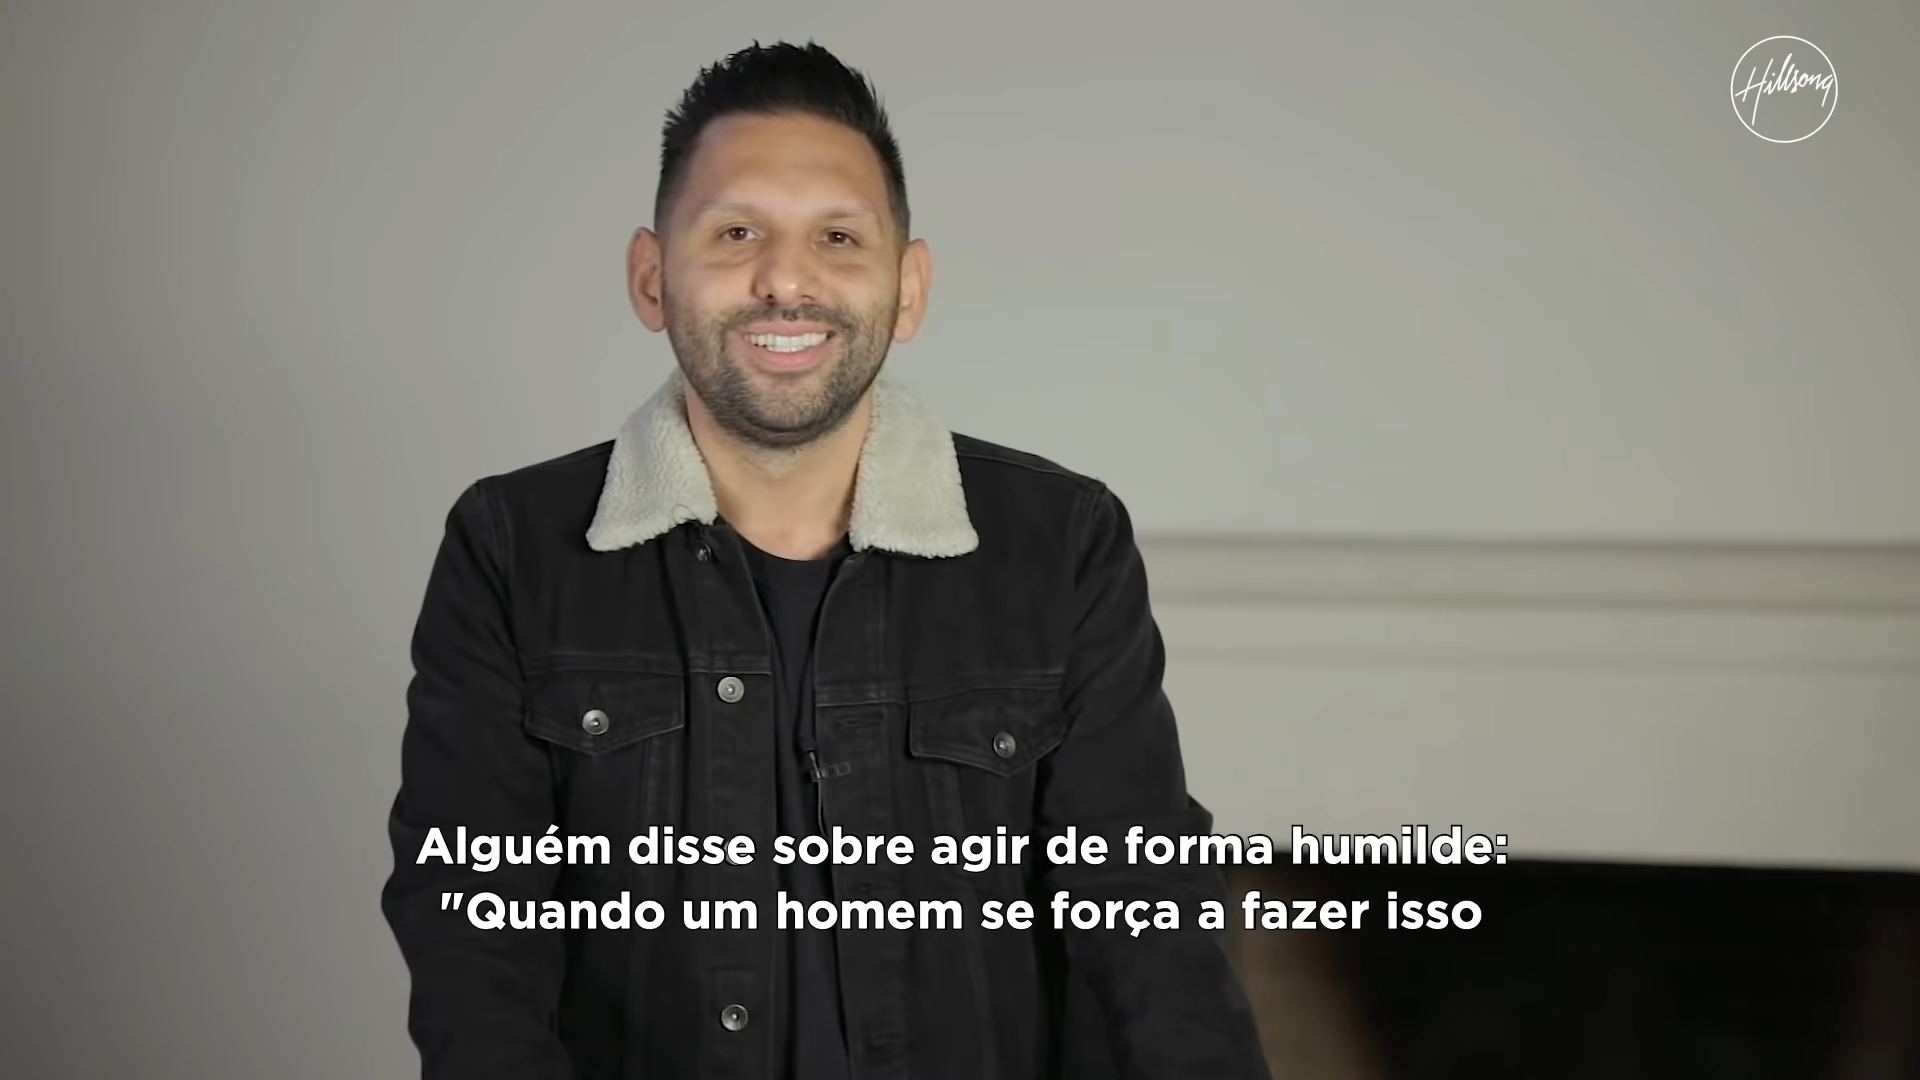 Hillsong
Alguém disse sobre agir de forma humilde:
"Quando um homem se força a fazer isso